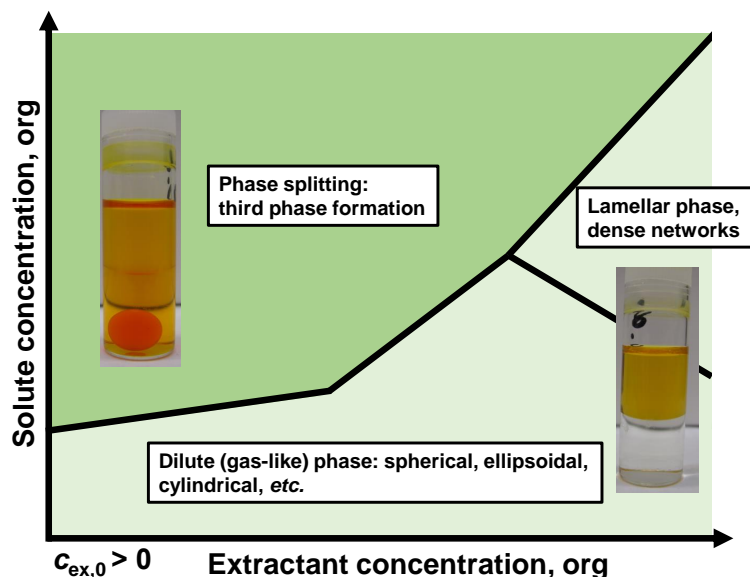 Solute concentration, org
Phase splitting:
third phase formation
Lamellar phase,
dense networks
Dilute (gas-like) phase: spherical, ellipsoidal,
cylindrical, etc.
cex,0 > 0
Extractant concentration, org